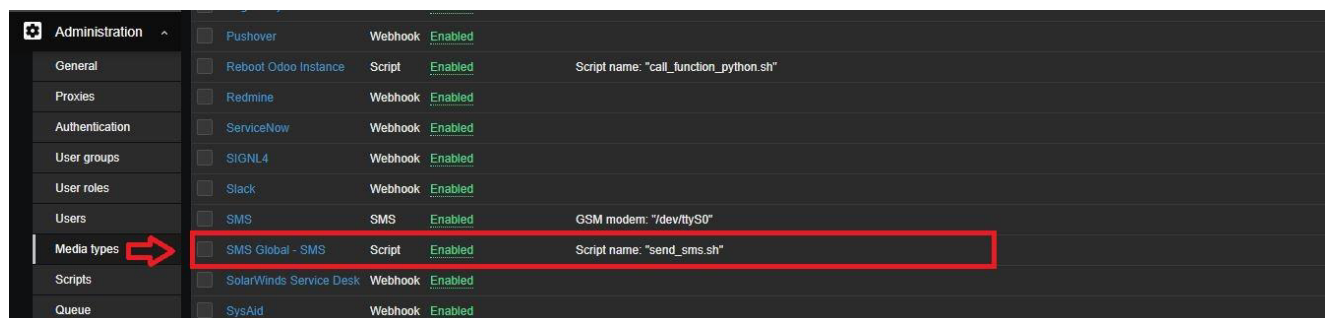 Administration
General
Proxies
Authentication
User groups
User roles
Users
Media types
Scripts
Queue
Enabled
Pushover Webhook Enabled
Reboot Odoo Instance Script Enabled Script name: "call_function_python.sh"
Redmine Webhook Enabled
ServiceNow Webhook Enabled
SIGNL4 Webhook Enabled
Slack Webhook Enabled
SMS SMS Enabled GSM modem: "/dev/ttyS0"
SMS Global - SMS Script Enabled Script name: "send_sms.sh"
SolarWinds Service Desk Webhook Enabled
SysAid Webhook Enabled